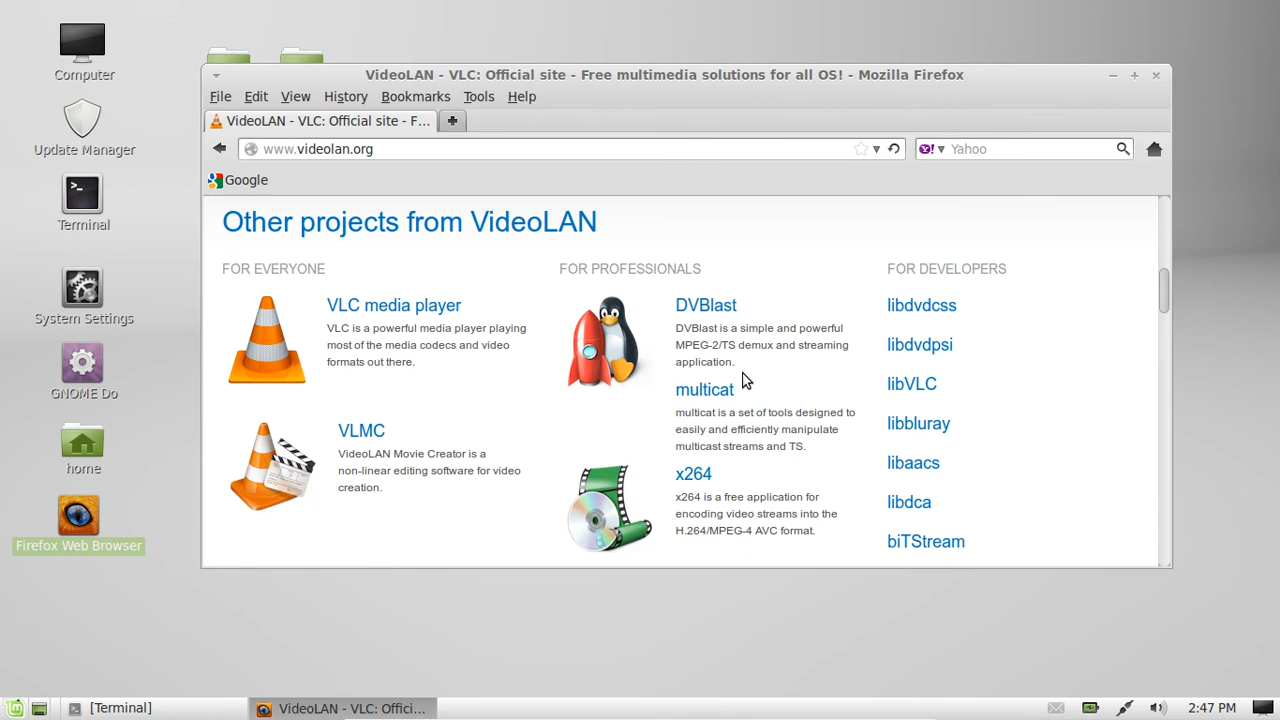 Computer
Update Manager
Terminal
System Settings
GNOME Do
home
Firefox Web Browser
VideoLAN - VLC: Official site - Free multimedia solutions for all OS! - Mozilla Firefox
File Edit View History Bookmarks Tools Help
VideoLAN - VLC: Official site - F...
www.videolan.org
Y! Yahoo
Google
Other projects from VideoLAN
FOR EVERYONE
VLC media player
VLC is a powerful media player playing
most of the media codecs and video
formats out there.
VLMC
VideoLAN Movie Creator is a
non-linear editing software for video
creation.
FOR PROFESSIONALS
DVBlast
DVBlast is a simple and powerful
MPEG-2/TS demux and streaming
application.
multicat
multicat is a set of tools designed to
easily and efficiently manipulate
multicast streams and TS.
x264
x264 is a free application for
encoding video streams into the
H.264/MPEG-4 AVC format.
FOR DEVELOPERS
libdvdcss
libdvdpsi
libVLC
libbluray
libaacs
libdca
biTStream
[Terminal]
VideoLAN - VLC: Offici...
2:47 PM